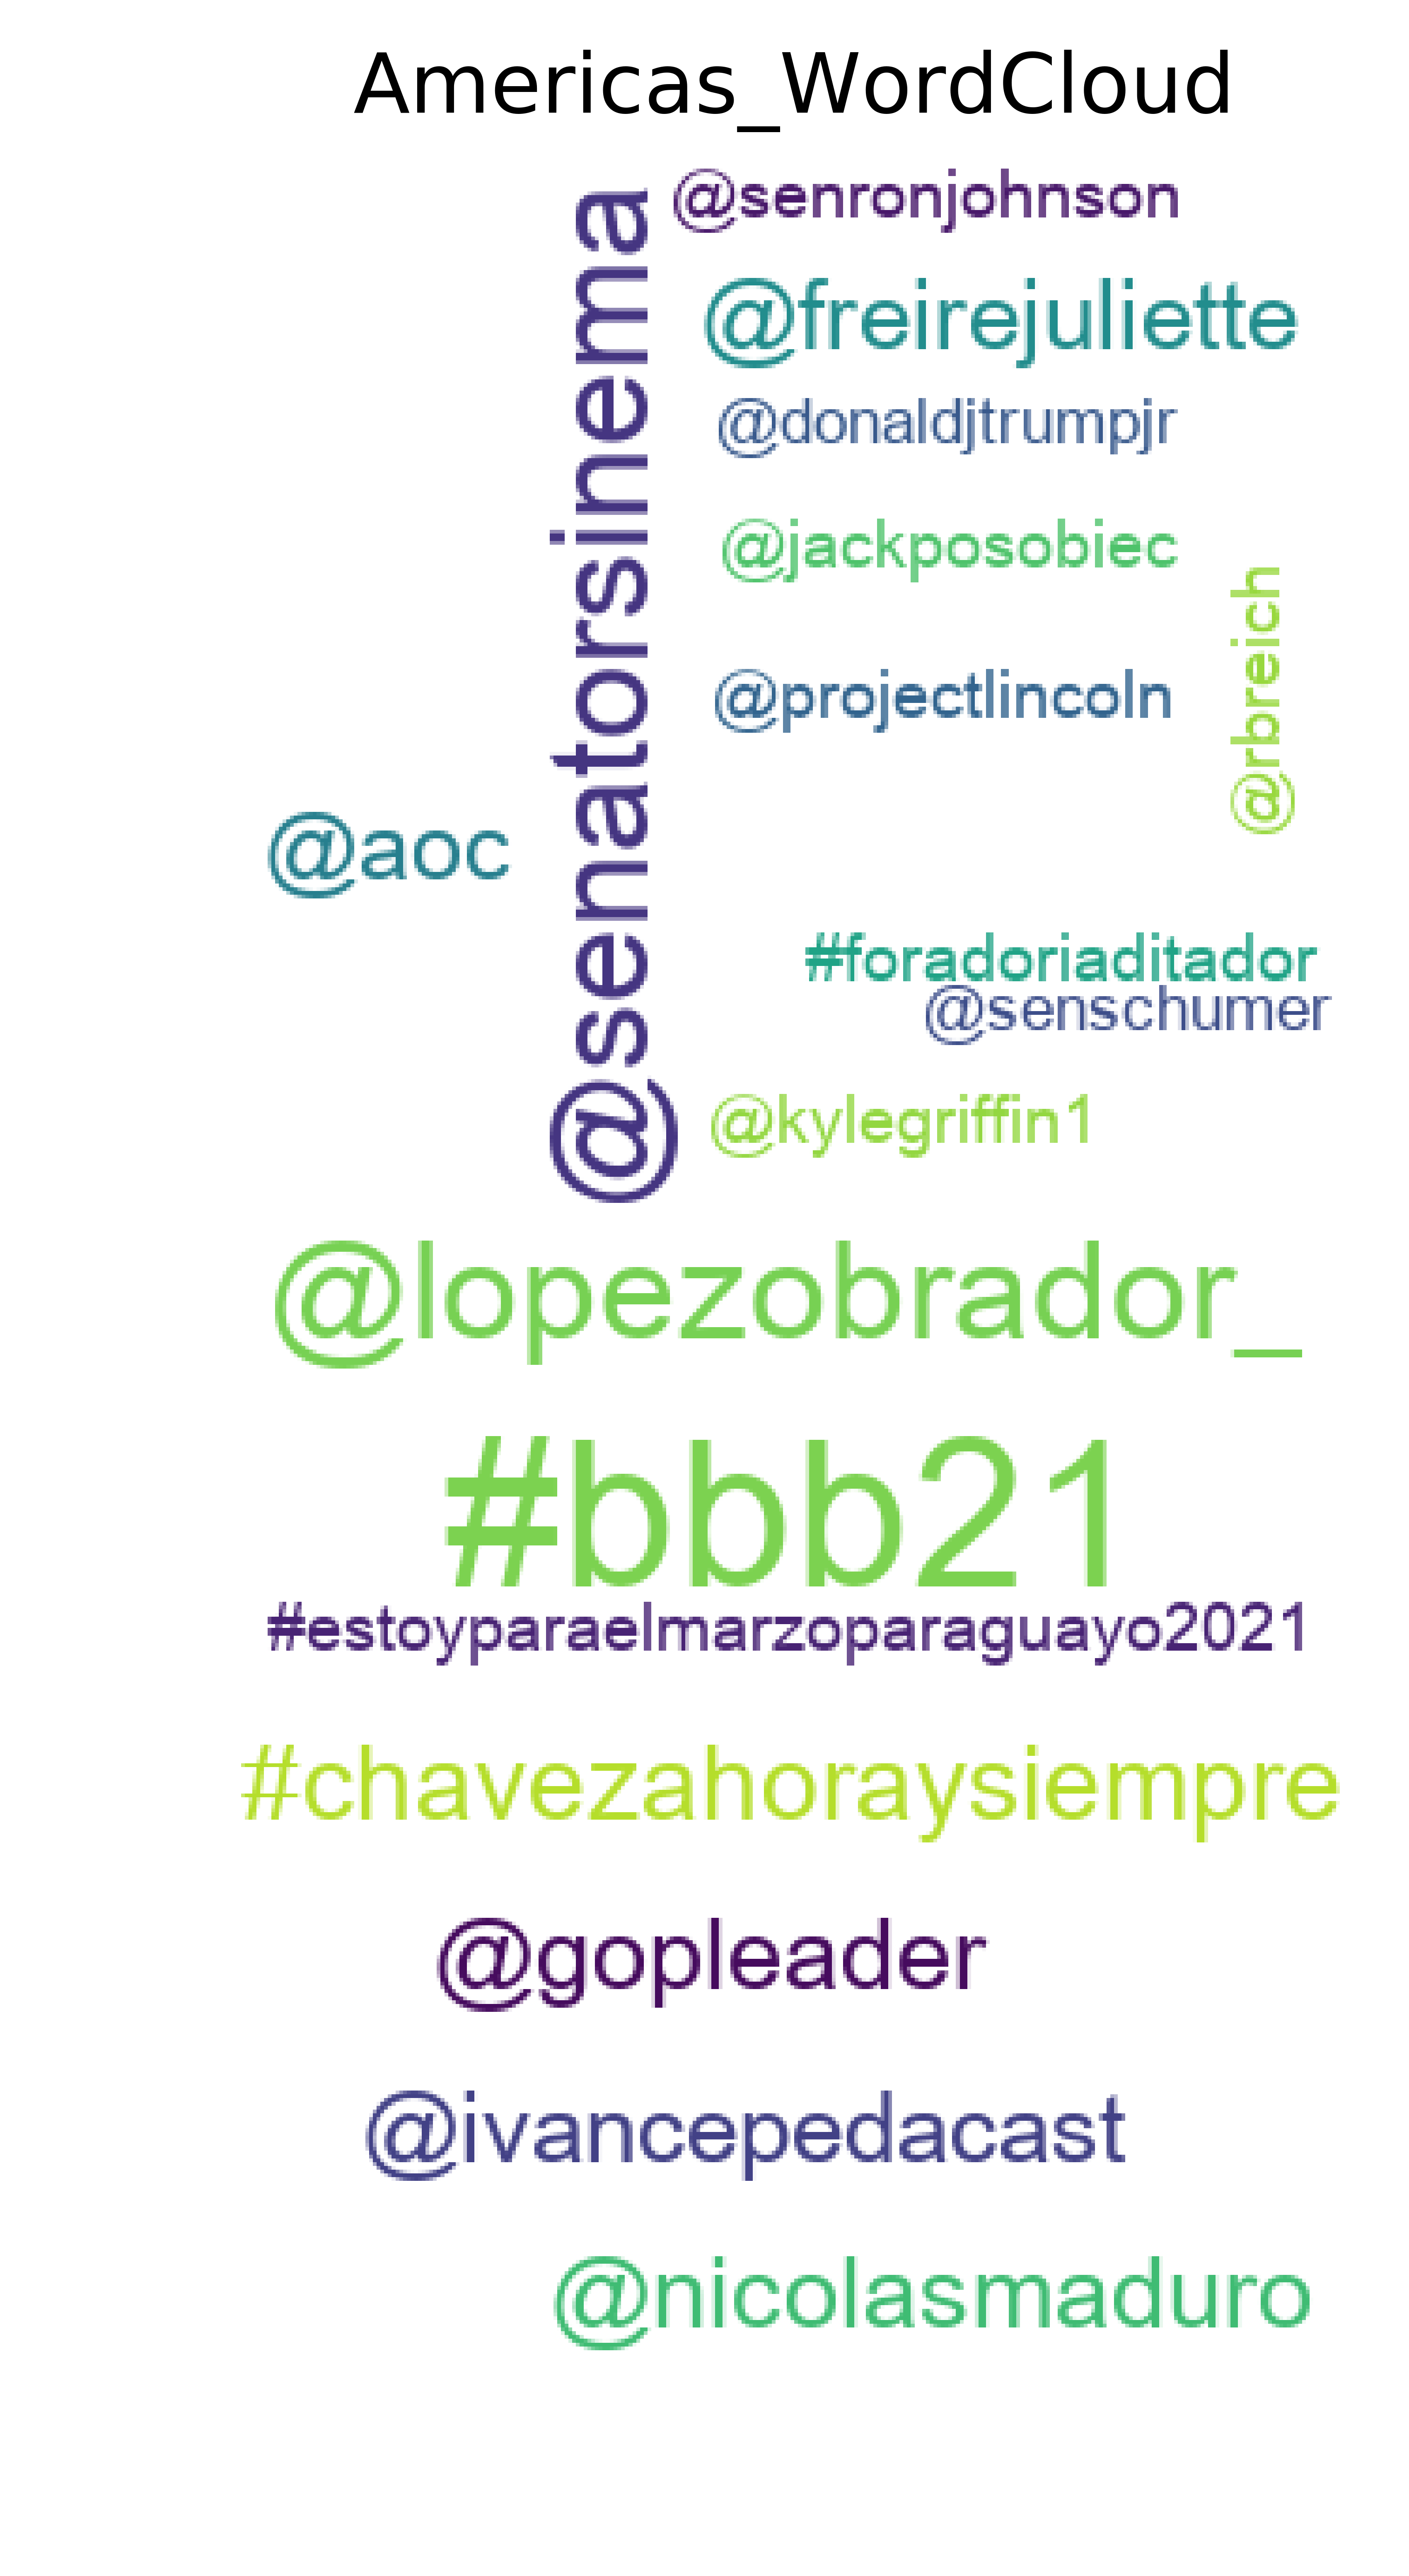 Americas_WordCloud
@senronjohnson
@senatorsinema
@freirejuliette
@donaldjtrumpjr
@jackposobiec
@rbreich
@projectlincoln
@aoc
#foradoriaditador
@senschumer
@kylegriffin1
@lopezobrador_
#bbb21
#estoyparaelmarzoparaguayo2021
#chavezahoraysiempre
@gopleader
@ivancepedacast
@nicolasmaduro